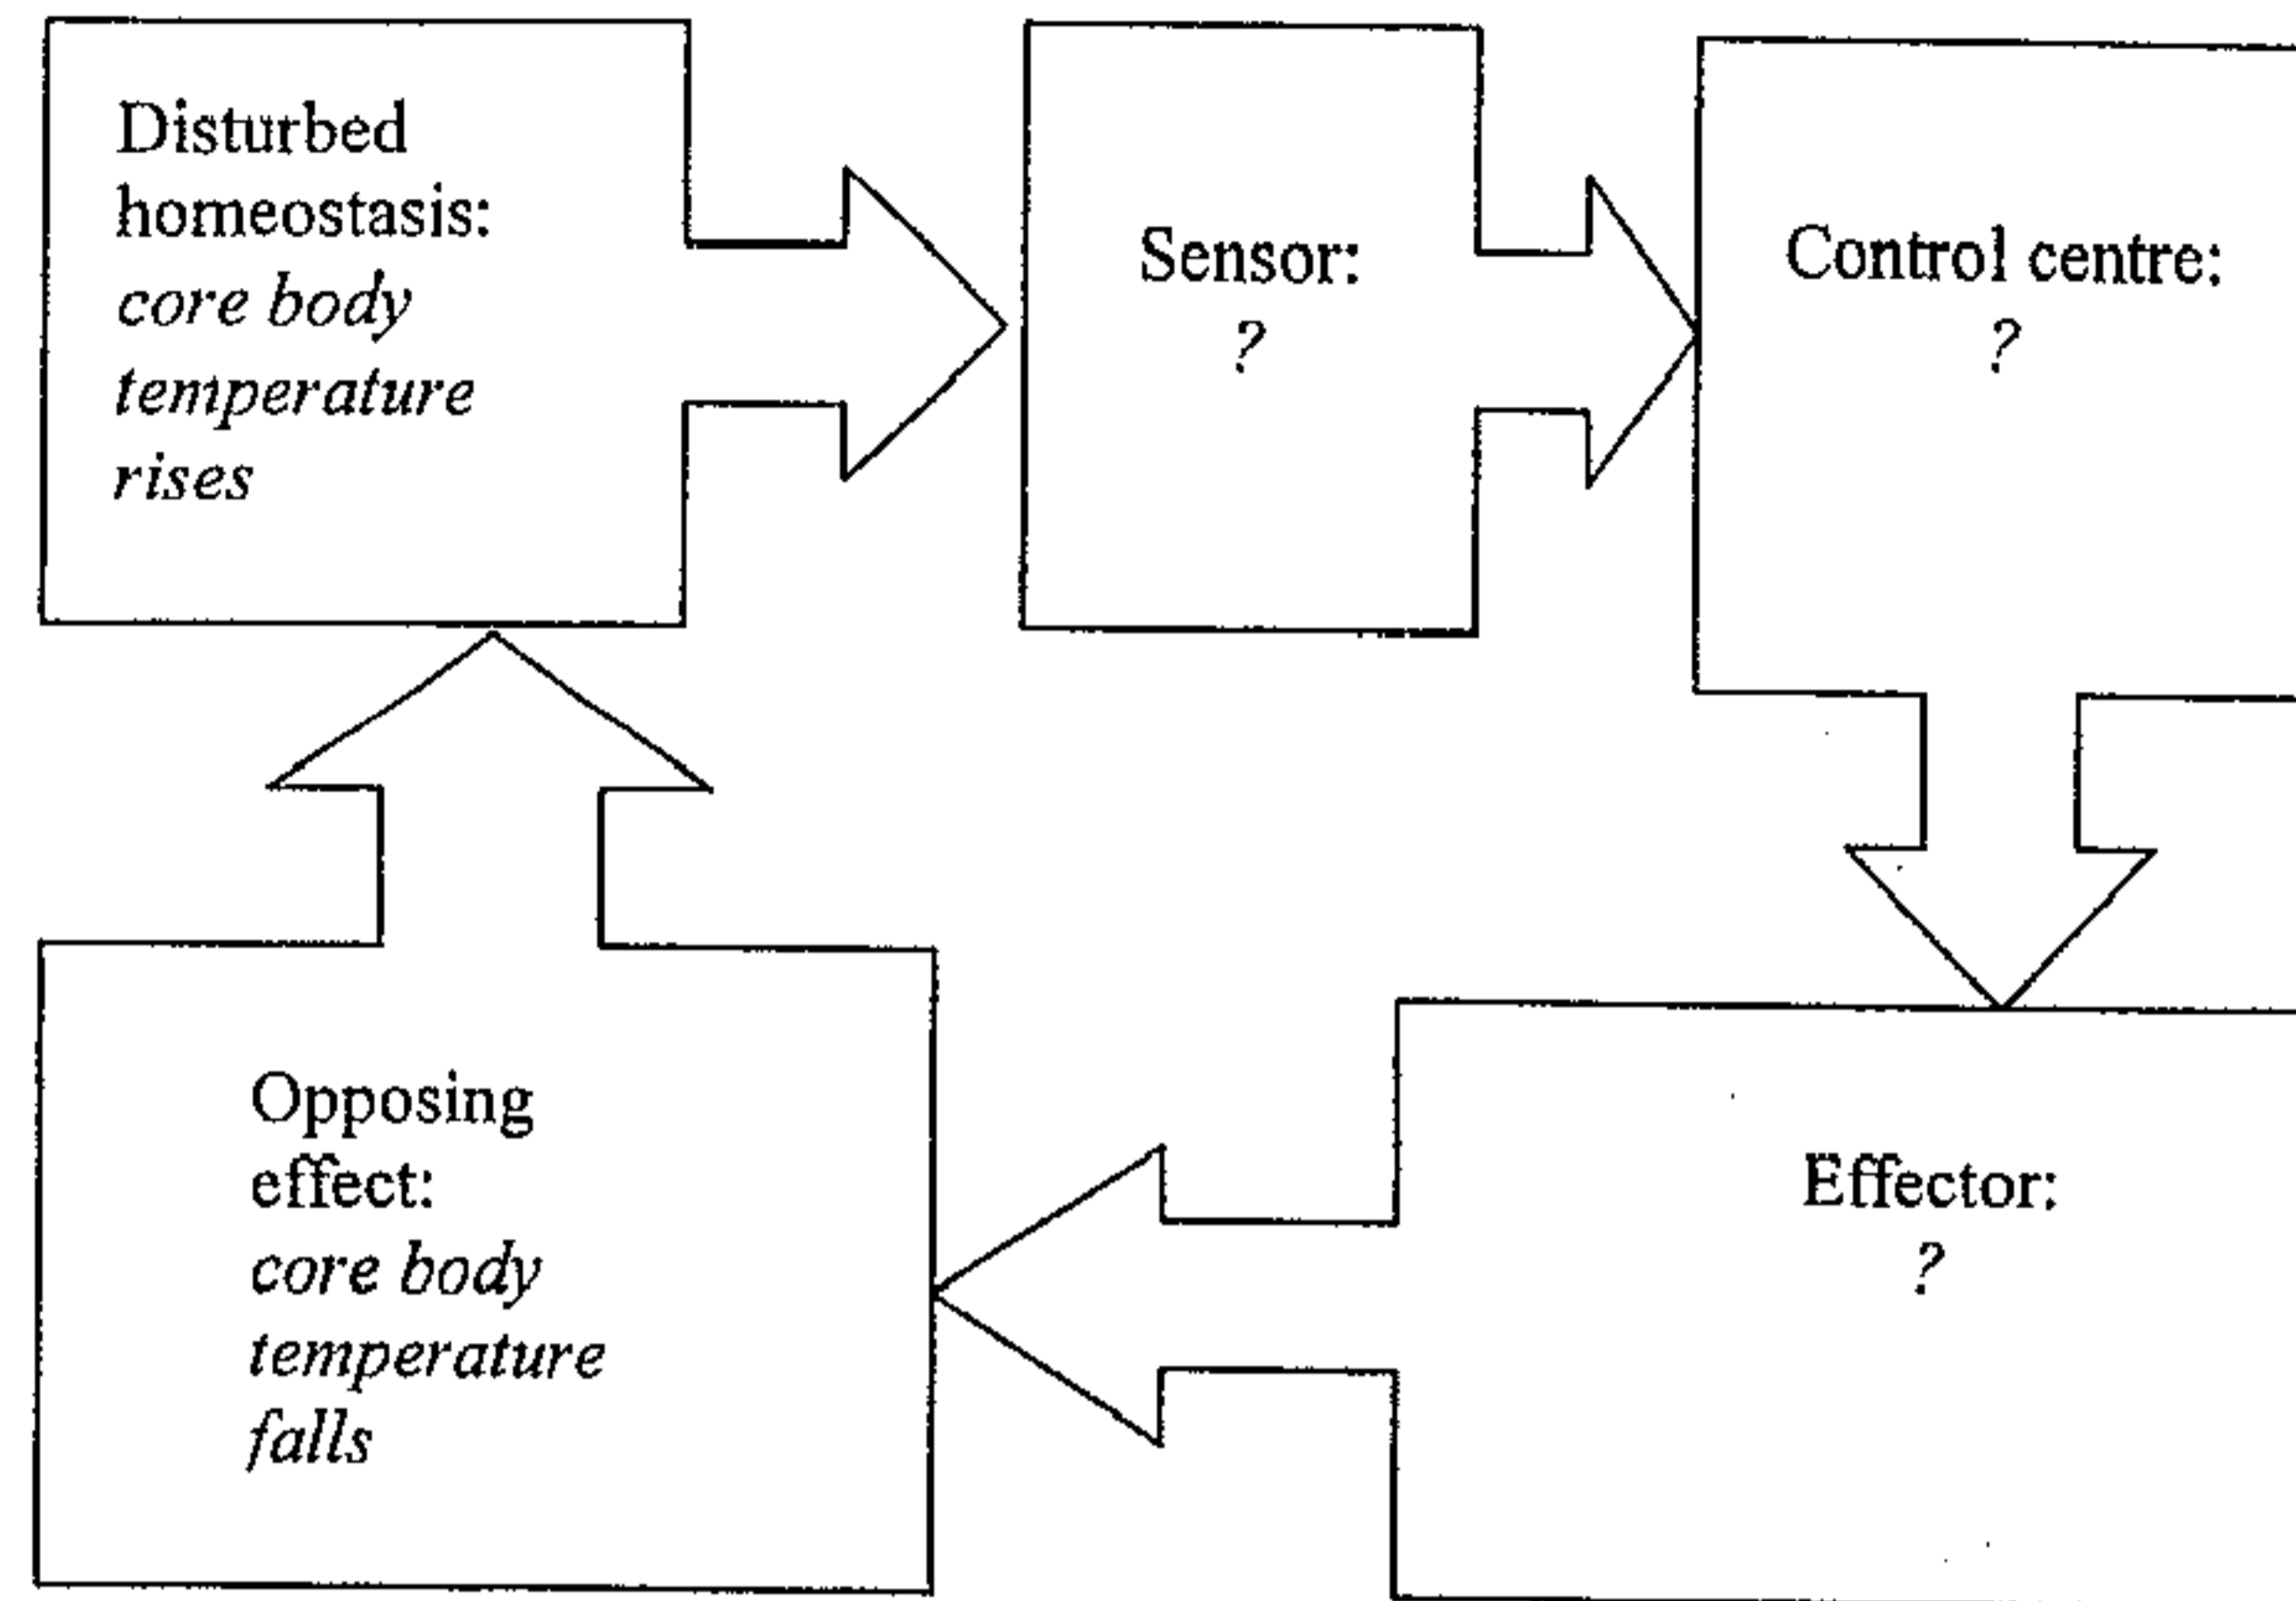 Disturbed
homeostasis:
core body
temperature
rises
Sensor:
?
Control centre:
?
Opposing
effect:
core body
temperature
falls
Effector:
?